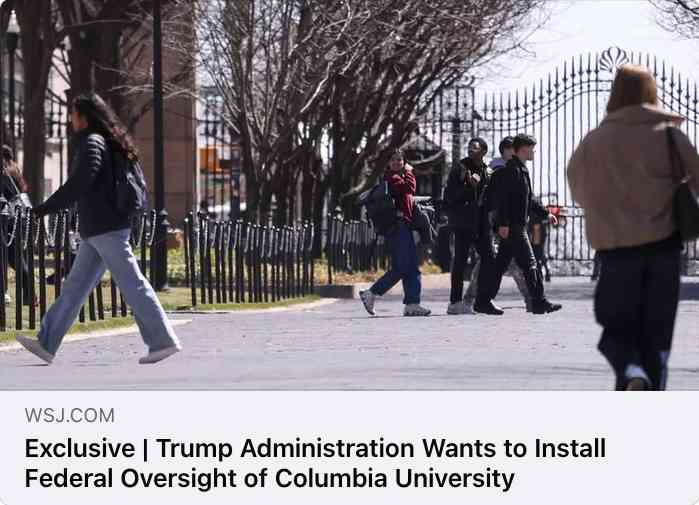 WSJ.COM
Exclusive | Trump Administration Wants to Install
Federal Oversight of Columbia University